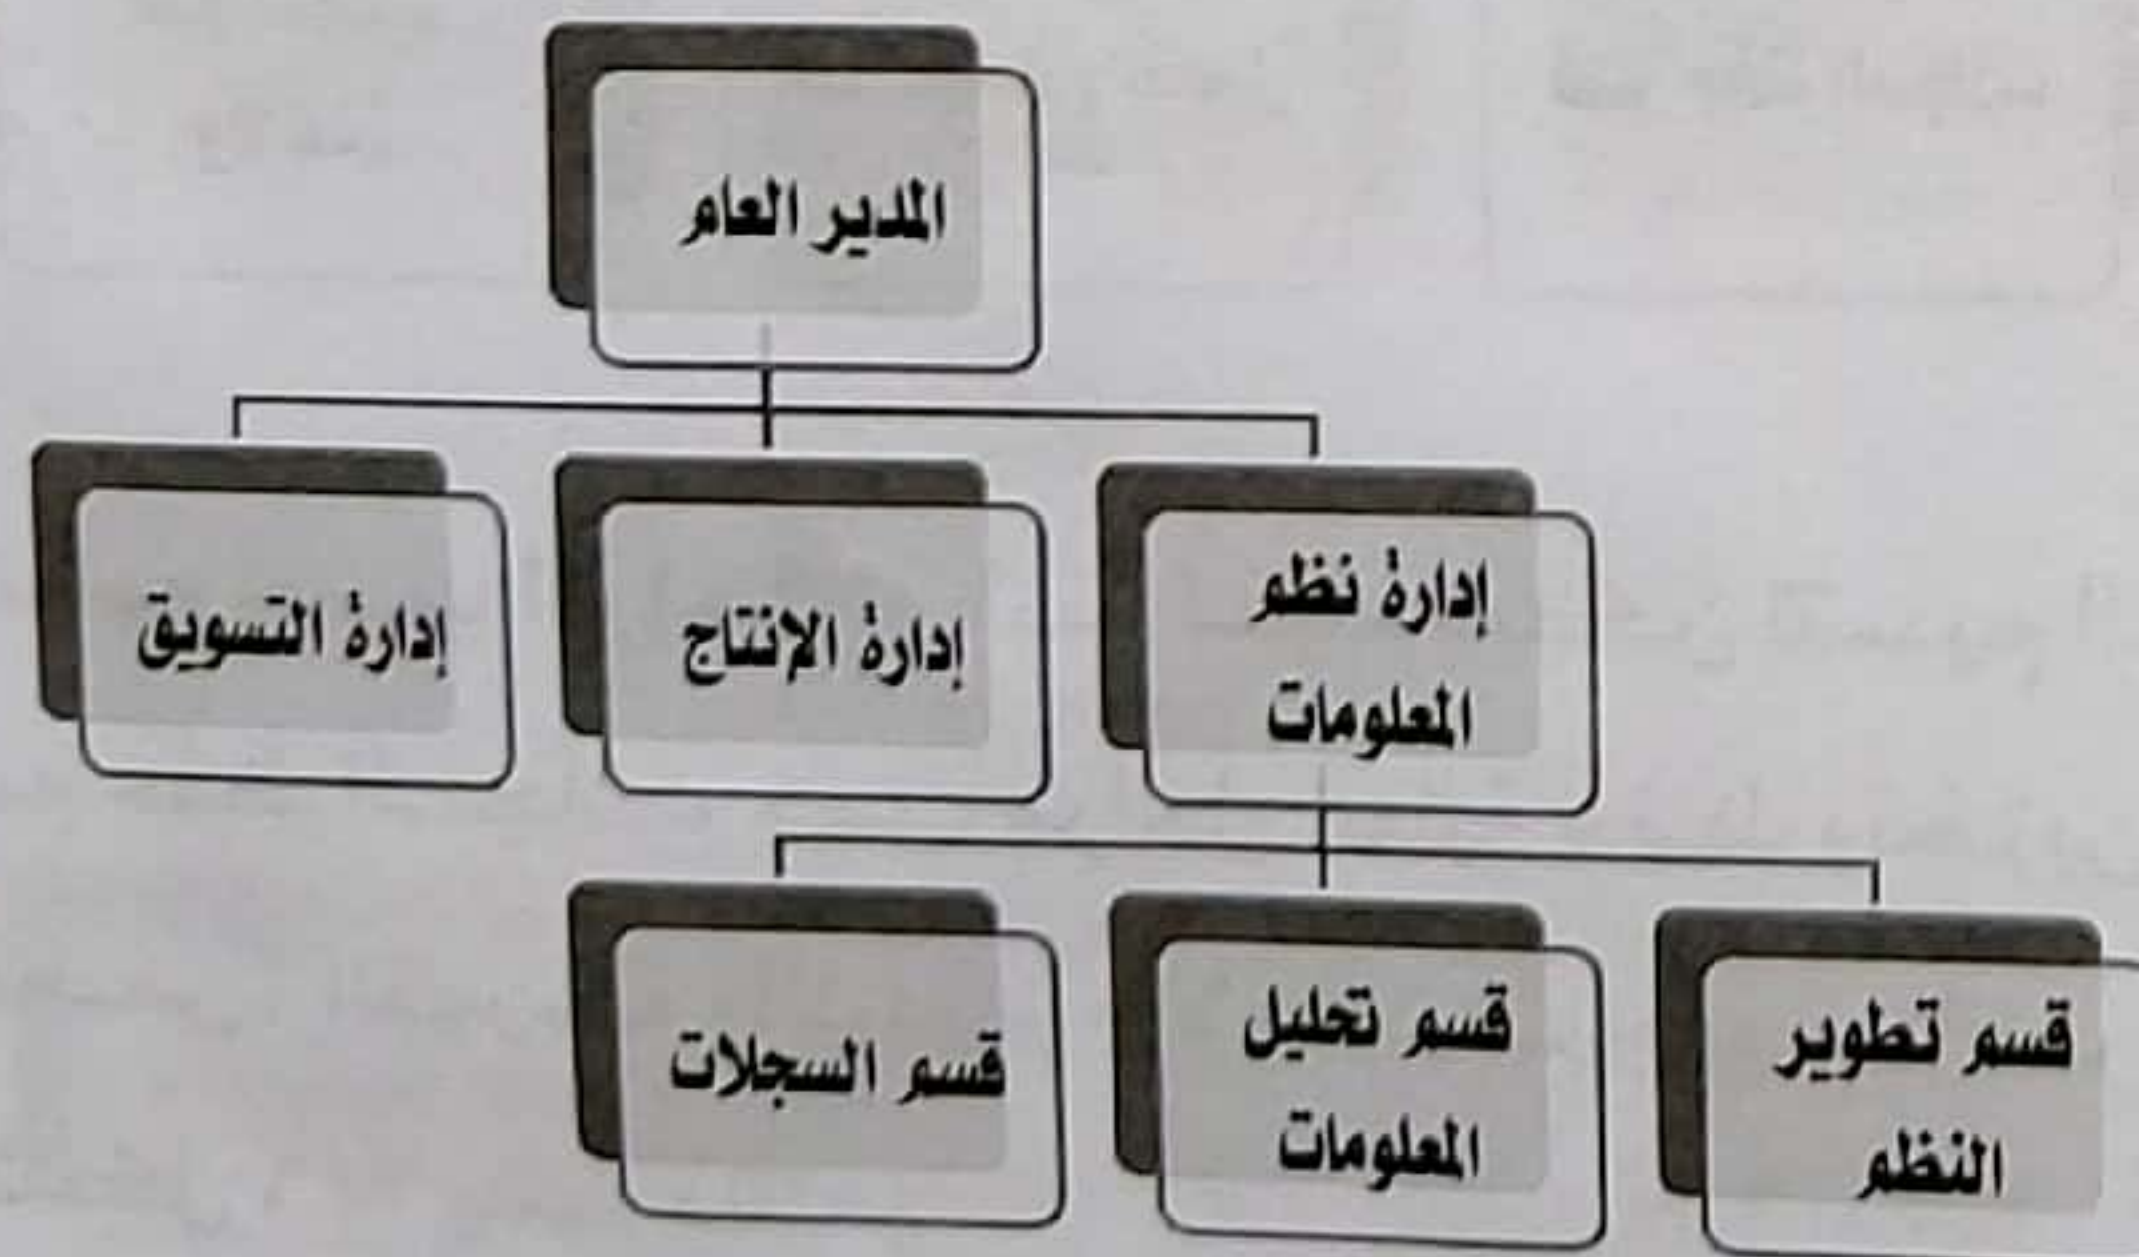 المدير العام
إدارة نظم
المعلومات
إدارة الإنتاج
إدارة التسويق
قسم تطوير
النظم
قسم تحليل
المعلومات
قسم السجلات